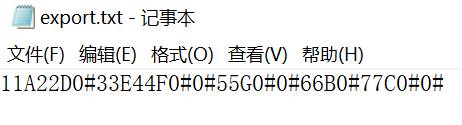 export.txt - 记事本
文件(F) 编辑(E) 格式(O) 查看(V) 帮助(H)
11A22D0#33E44F0#0#55G0#0#66B0#77C0#0#